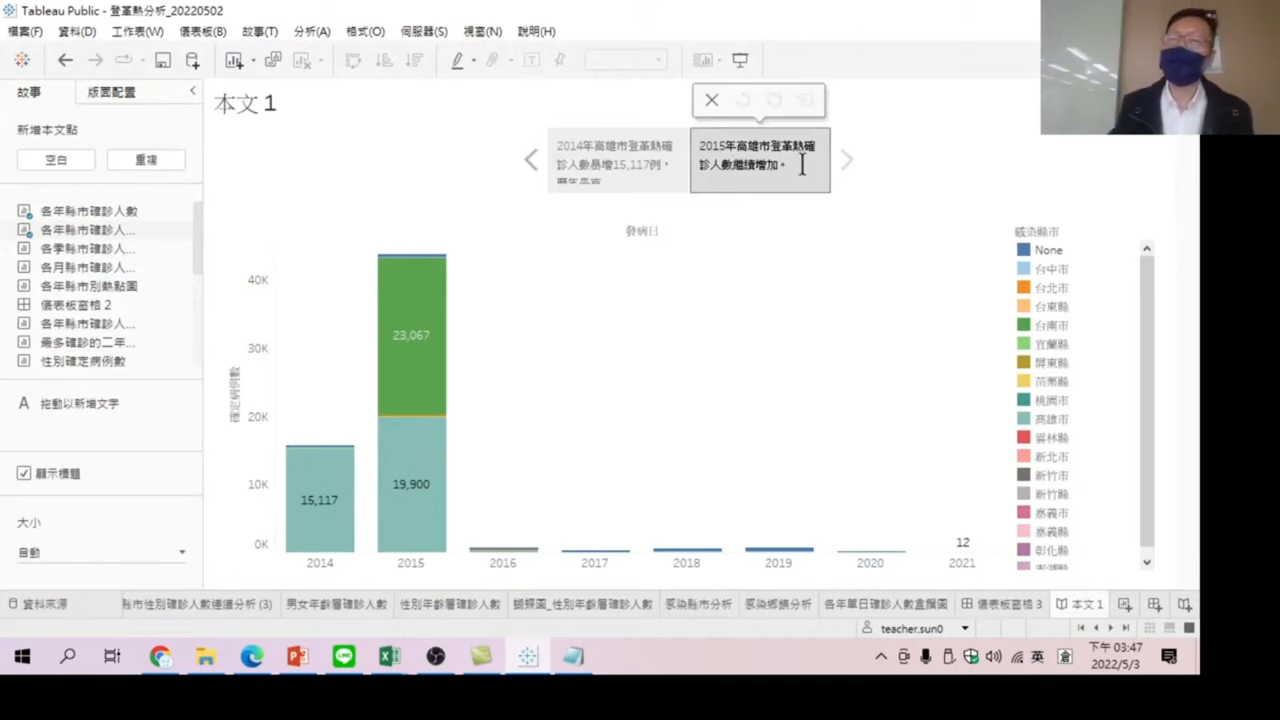 Tableau Public - 登革熱分析_20220502
檔案(F) 資料(D) 工作表(W) 儀表板(B) 故事(T) 分析(A) 格式(O) 伺服器(S) 視窗(N) 說明(H)
故事 版面配置
新增本文點
空白 重複
各年縣市確診人數
各年縣市確診人...
各季縣市確診人...
各月縣市確診人...
各年縣市別熱點圖
儀表板窗格 2
各年縣市確診人...
最多確診的二年...
性別確定病例數
A 拖動以新增文字
顯示標題
大小
自動
本文 1
2014年高雄市登革熱確
診人數暴增15,117例，
歷年平高
2015年高雄市登革熱確
診人數繼續增加。
發病日
確定病例數
40K
30K
20K
10K
0K
15,117
23,067
19,900
12
2014 2015 2016 2017 2018 2019 2020 2021
感染縣市
None
台中市
台北市
台東縣
台南市
宜蘭縣
屏東縣
苗栗縣
桃園市
高雄市
雲林縣
新北市
新竹市
新竹縣
嘉義市
嘉義縣
彰化縣
資料來源 縣市性別確診人數連續分析 (3) 男女年齡層確診人數 性別年齡層確診人數 蝴蝶圖_性別年齡層確診人數 感染縣市分析 感染鄉鎮分析 各年單日確診人數盒鬚圖 儀表板窗格 3 本文 1
teacher.sun0
英
下午 03:47
2022/5/3